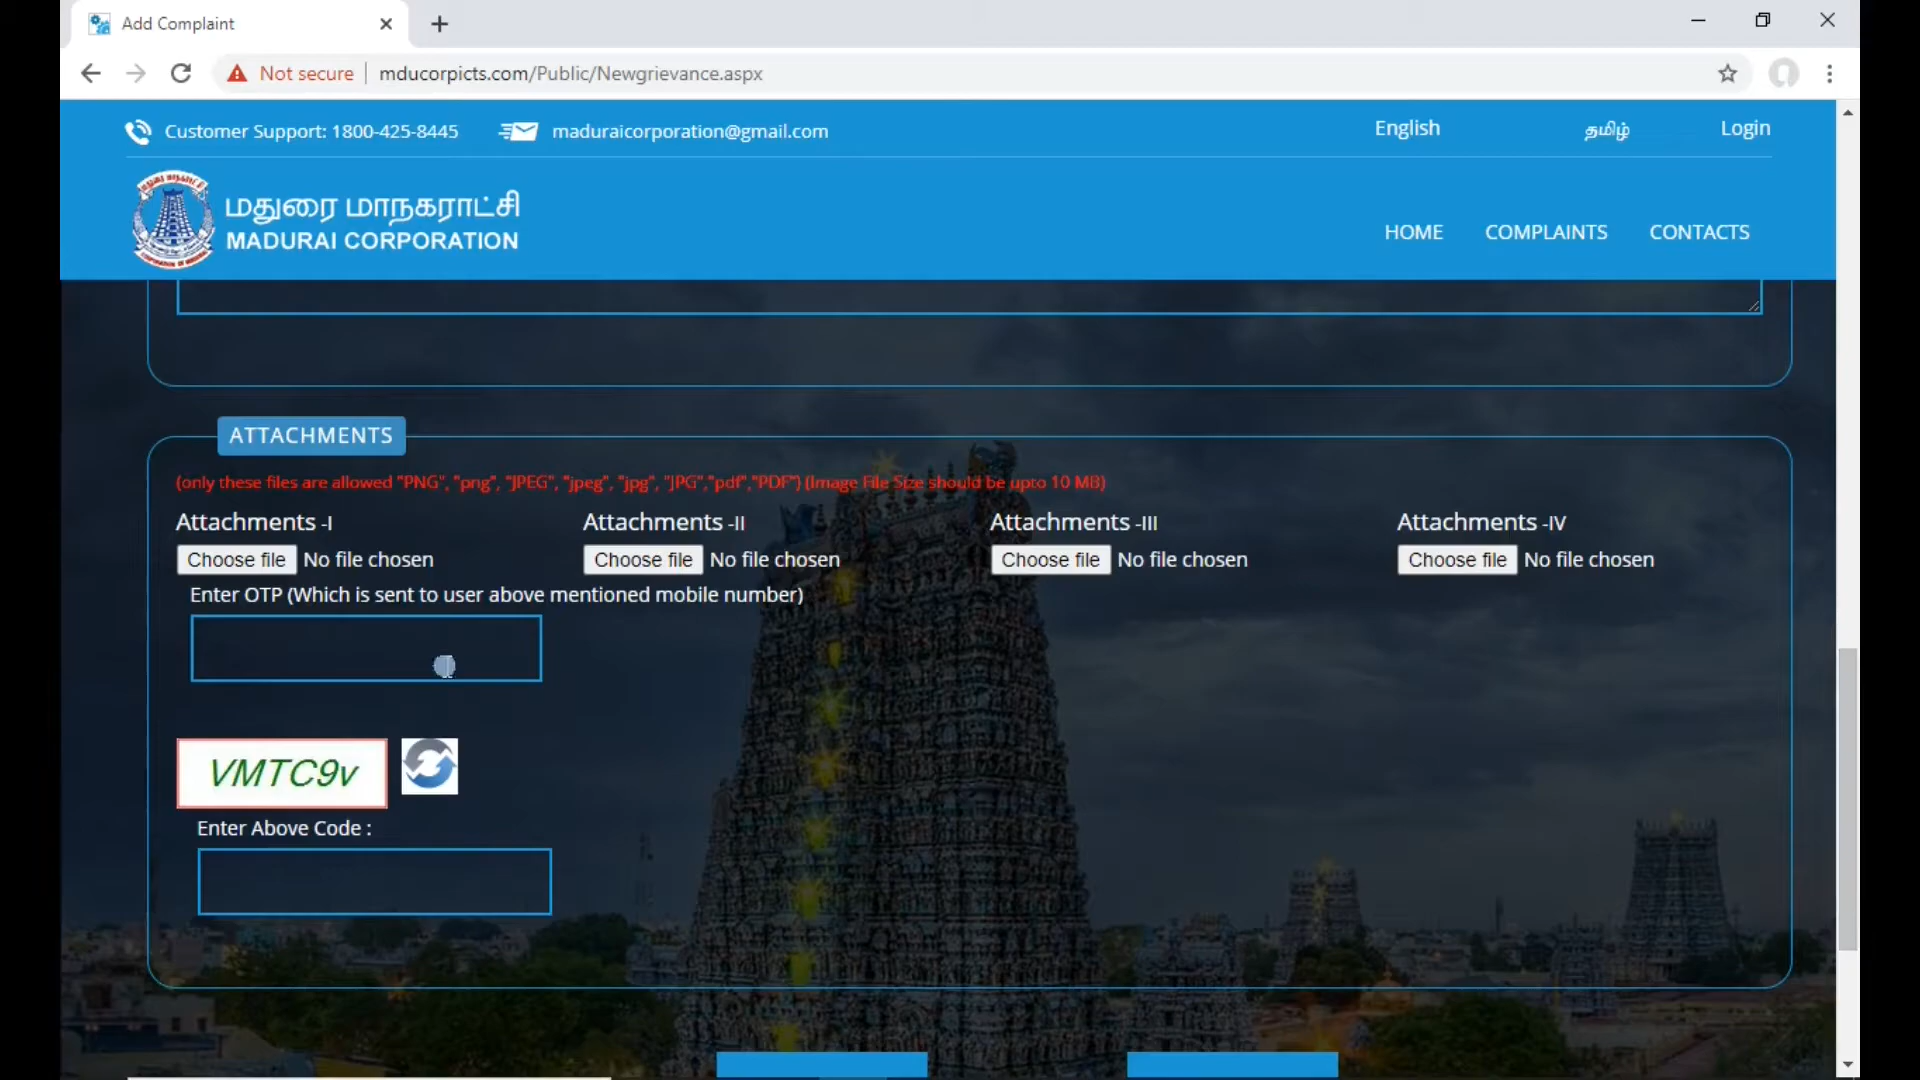 Add Complaint
Not secure
mducorpicts.com/Public/Newgrievance.aspx
Customer Support: 1800-425-8445
maduraicorporation@gmail.com
English
தமிழ்
Login
மதுரை மாநகராட்சி
MADURAI CORPORATION
HOME
COMPLAINTS
CONTACTS
ATTACHMENTS
(only these files are allowed "PNG", "png", "JPEG", "jpeg", "jpg", "JPG","pdf","PDF") (Image File Size should be upto 10 MB)
Attachments -I
Attachments -II
Attachments -III
Attachments -IV
Choose file No file chosen
Choose file No file chosen
Choose file No file chosen
Choose file No file chosen
Enter OTP (Which is sent to user above mentioned mobile number)
VMTC9v
Enter Above Code :